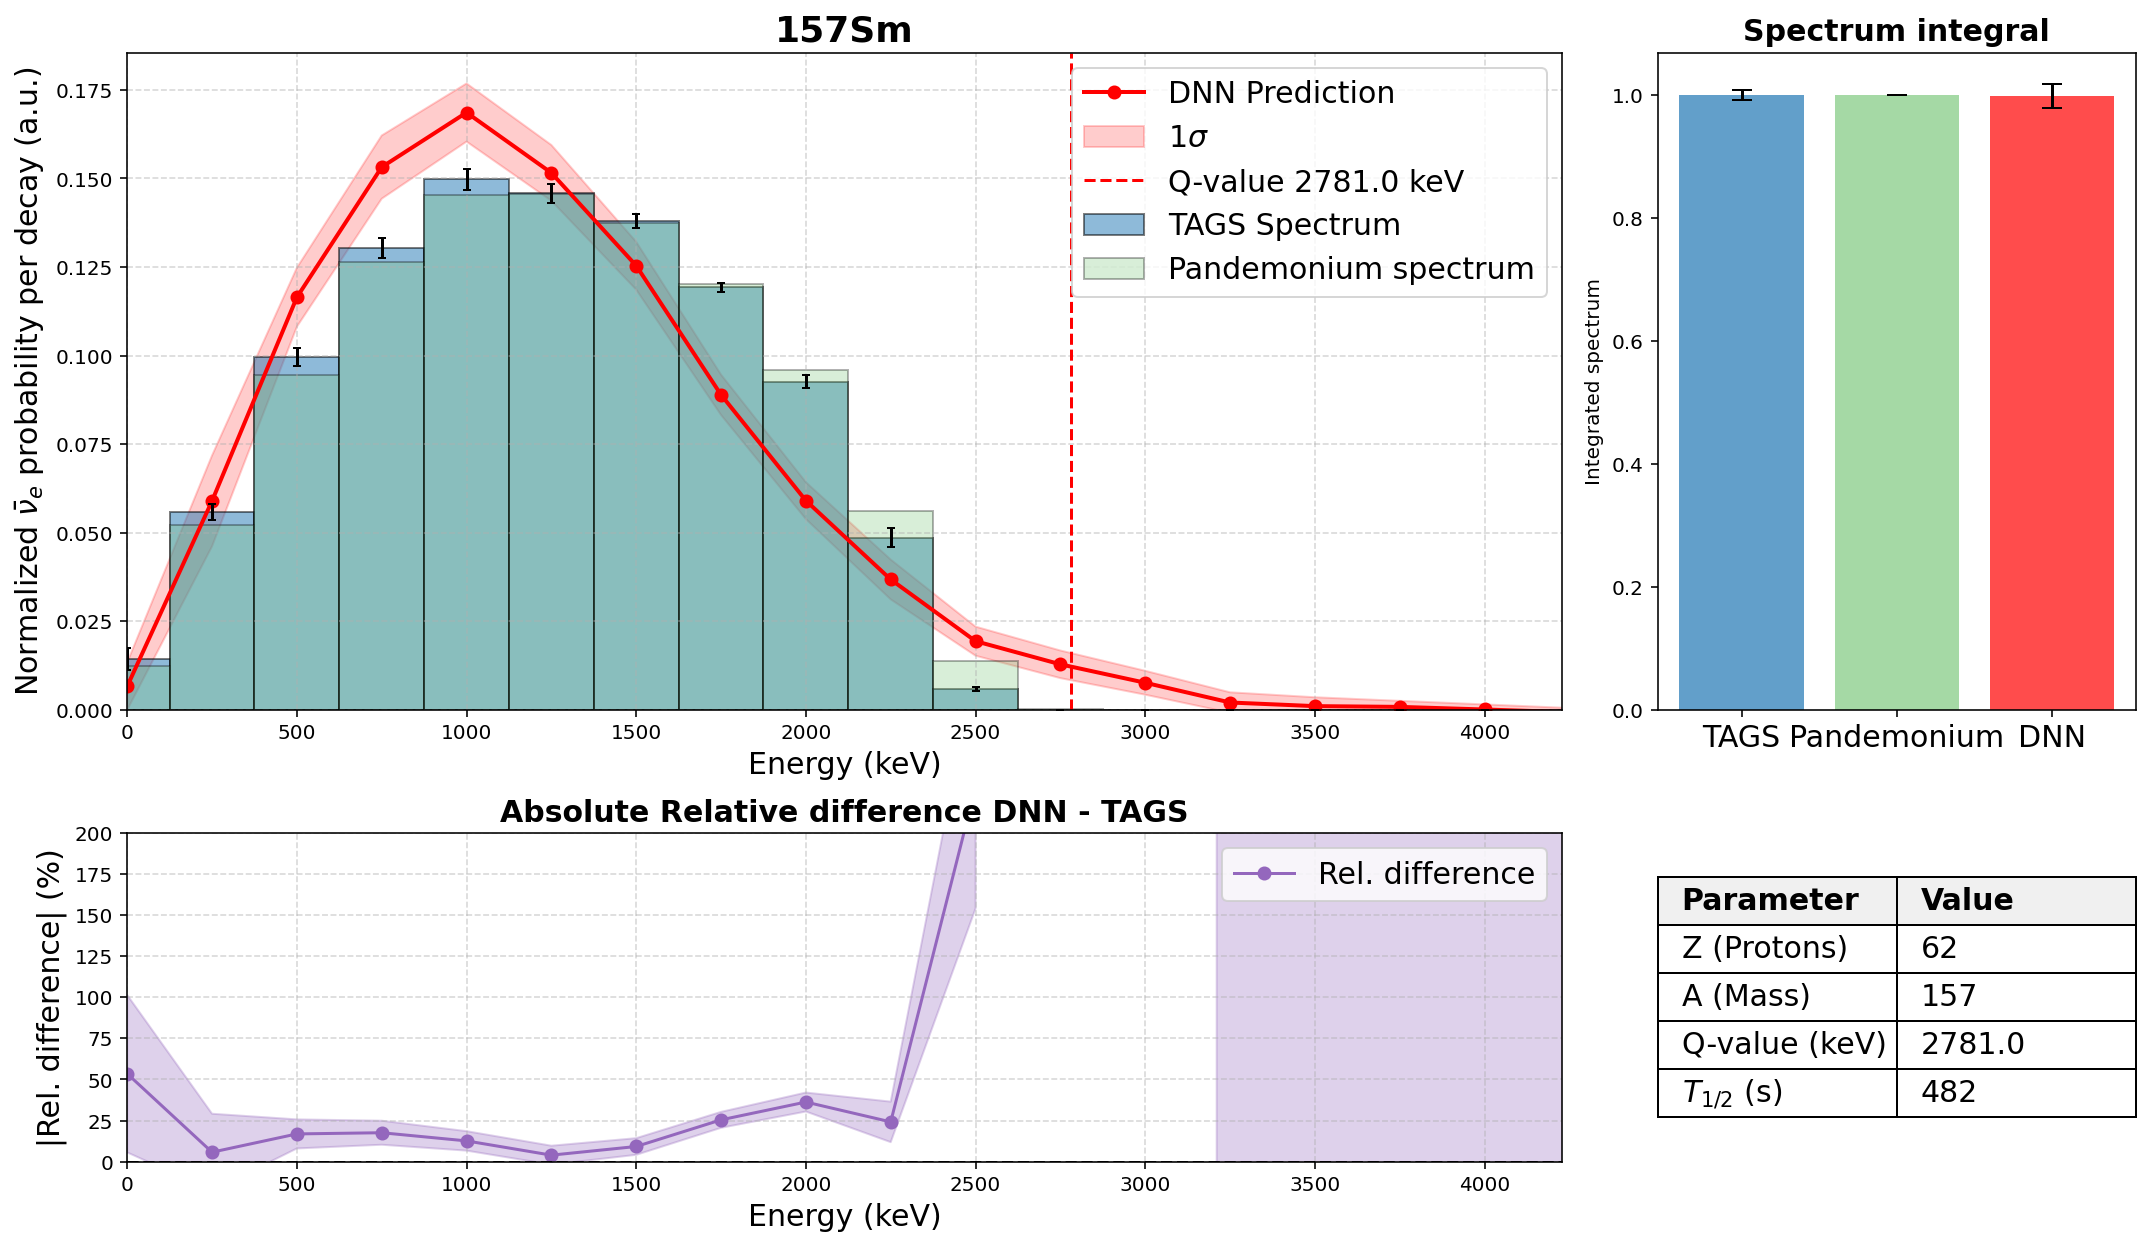 157Sm
Normalized ν̄e probability per decay (a.u.)
0.175
0.150
0.125
0.100
0.075
0.050
0.025
0.000
0 500 1000 1500 2000 2500 3000 3500 4000
Energy (keV)
DNN Prediction
1σ
Q-value 2781.0 keV
TAGS Spectrum
Pandemonium spectrum
Spectrum integral
Integrated spectrum
1.0
0.8
0.6
0.4
0.2
0.0
TAGS Pandemonium DNN
Absolute Relative difference DNN - TAGS
|Rel. difference| (%)
200
175
150
125
100
75
50
25
0
0 500 1000 1500 2000 2500 3000 3500 4000
Energy (keV)
Rel. difference
Parameter Value
Z (Protons) 62
A (Mass) 157
Q-value (keV) 2781.0
T1/2 (s) 482